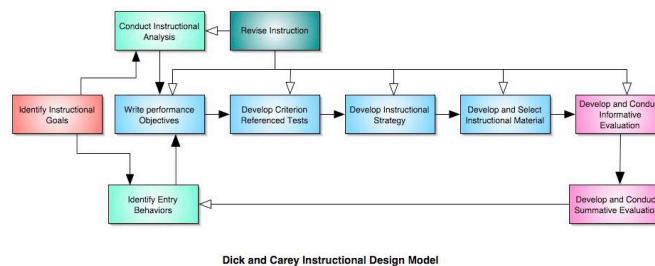 Conduct Instructional
Analysis
Revise Instruction
Identify Instructional
Goals
Write performance
Objectives
Develop Criterion
Referenced Tests
Develop Instructional
Strategy
Develop and Select
Instructional Material
Develop and Conduc
Informative Evaluation
Identify Entry
Behaviors
Develop and Conduc
Summative Evaluation
Dick and Carey Instructional Design Model